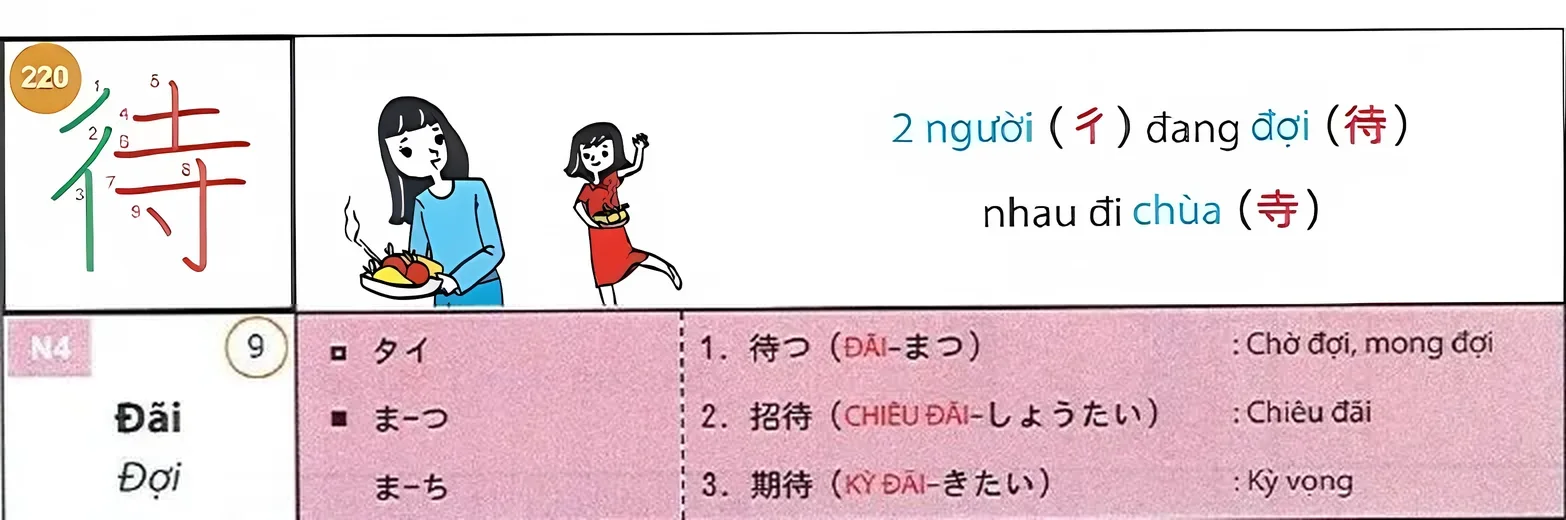 220
待
1
2
3
4
5
6
7
8
9
2 người (彳) đang đợi (待)
nhau đi chùa (寺)
N4
9
Đãi
Đợi
タイ
まーつ
まーち
1. 待つ (ĐÃI-まつ) : Chờ đợi, mong đợi
2. 招待 (CHIÊU ĐÃI-しょうたい) : Chiêu đãi
3. 期待 (KỲ ĐÃI-きたい) : Kỳ vọng